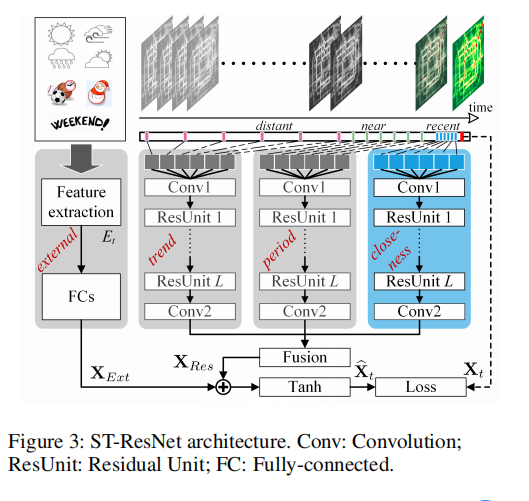 WEEKEND!
time
distant near recent
Feature extraction
E_t
external
FCs
Conv1
ResUnit 1
trend
ResUnit L
Conv2
Conv1
ResUnit 1
period
ResUnit L
Conv2
Conv1
ResUnit 1
close-
ness
ResUnit L
Conv2
Fusion
X_Res
X_Ext
Tanh
X̂_t
Loss
X_t
Figure 3: ST-ResNet architecture. Conv: Convolution;
ResUnit: Residual Unit; FC: Fully-connected.